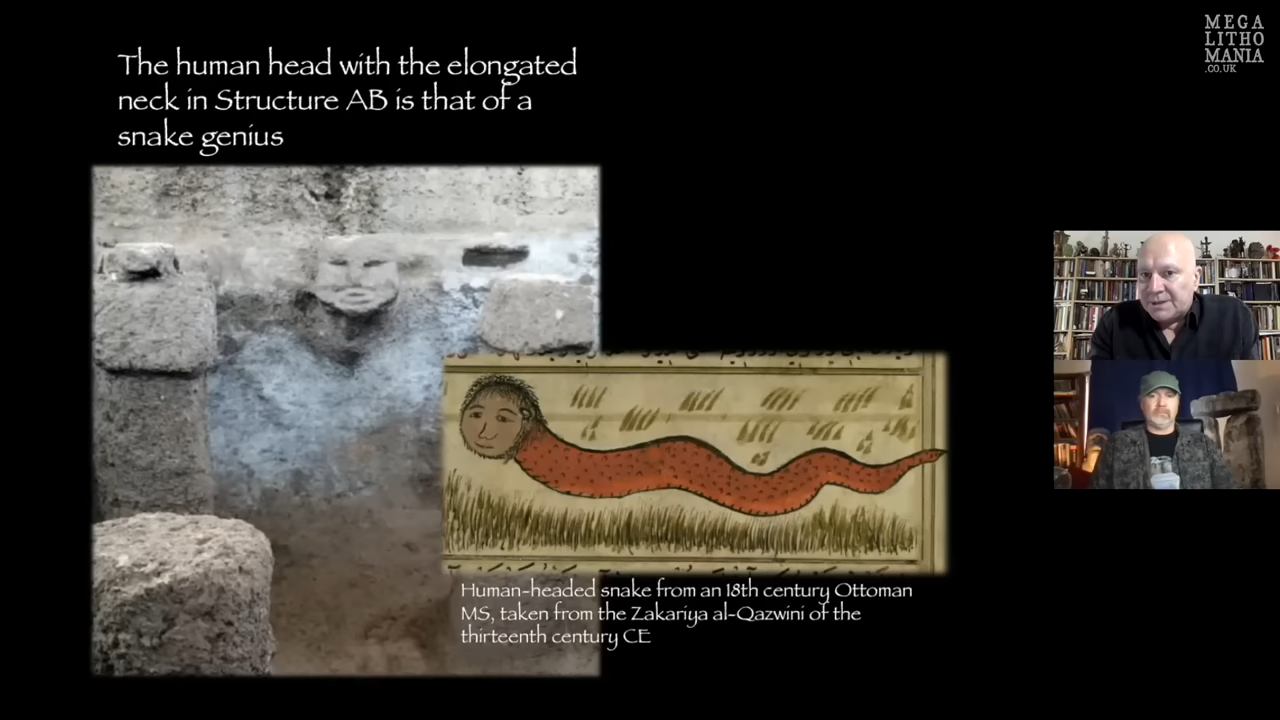 MEGA
LITHO
MANIA
.CO.UK
The human head with the elongated
neck in Structure AB is that of a
snake genius
Human-headed snake from an 18th century Ottoman
MS, taken from the Zakariya al-Qazwini of the
thirteenth century CE